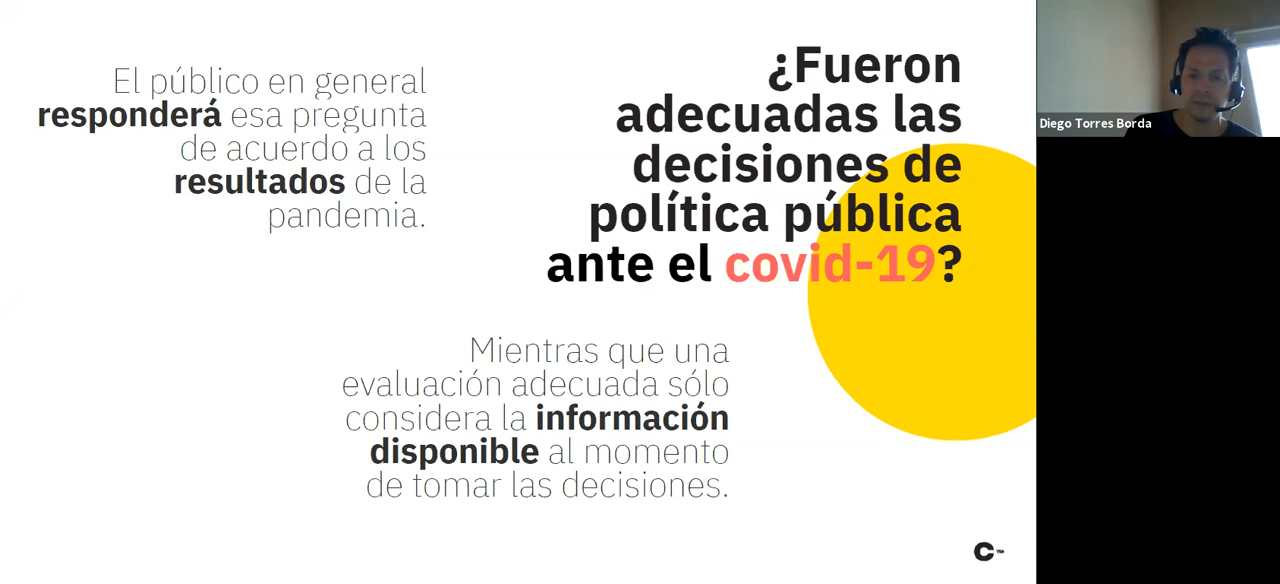 El público en general
responderá esa pregunta
de acuerdo a los
resultados de la
pandemia.
¿Fueron
adecuadas las
decisiones de
política pública
ante el covid-19?
Mientras que una
evaluación adecuada sólo
considera la información
disponible al momento
de tomar las decisiones.
C™
Diego Torres Borda